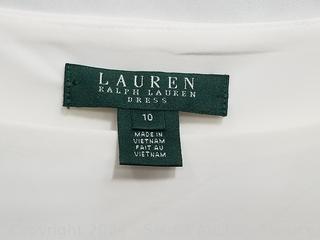 LAUREN
RALPH LAUREN
DRESS
10
MADE IN
VIETNAM
FAIT AU
VIETNAM